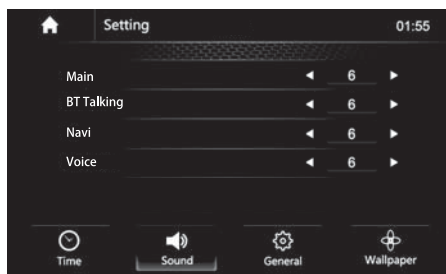 Setting 01:55
Main 6
BT Talking 6
Navi 6
Voice 6
Time Sound General Wallpaper